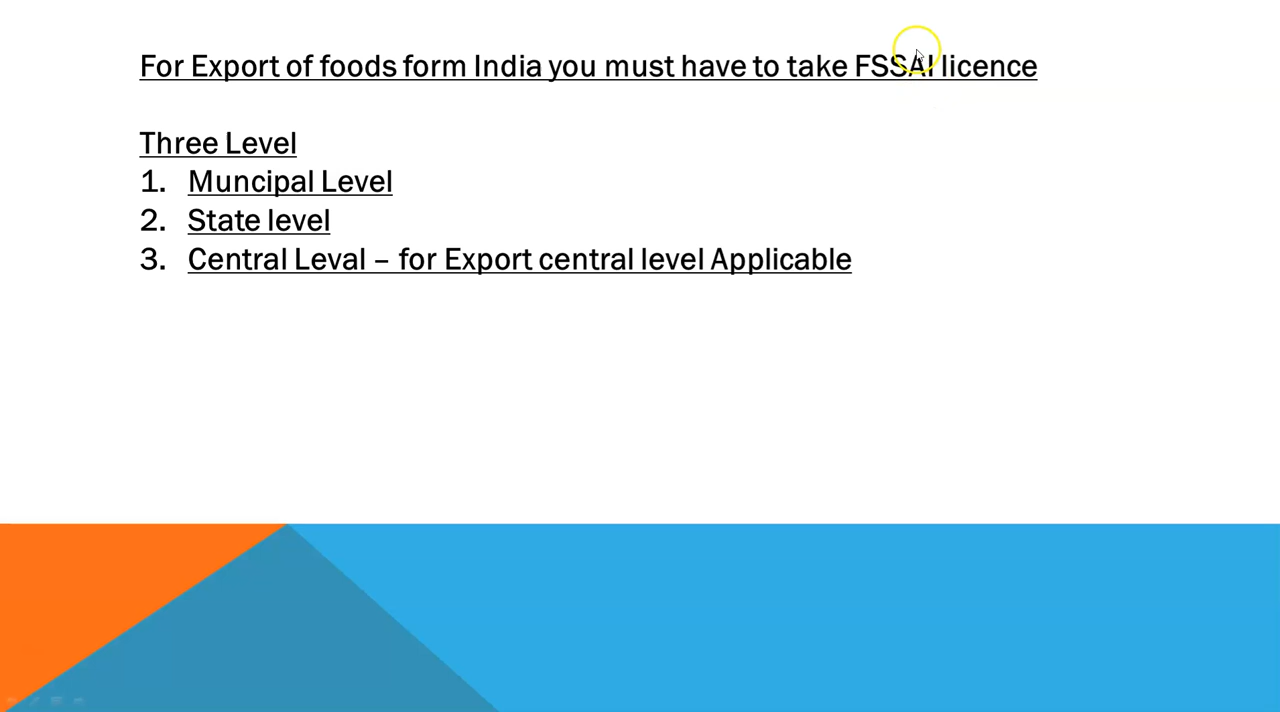 For Export of foods form India you must have to take FSSAI licence
Three Level
1. Muncipal Level
2. State level
3. Central Leval – for Export central level Applicable